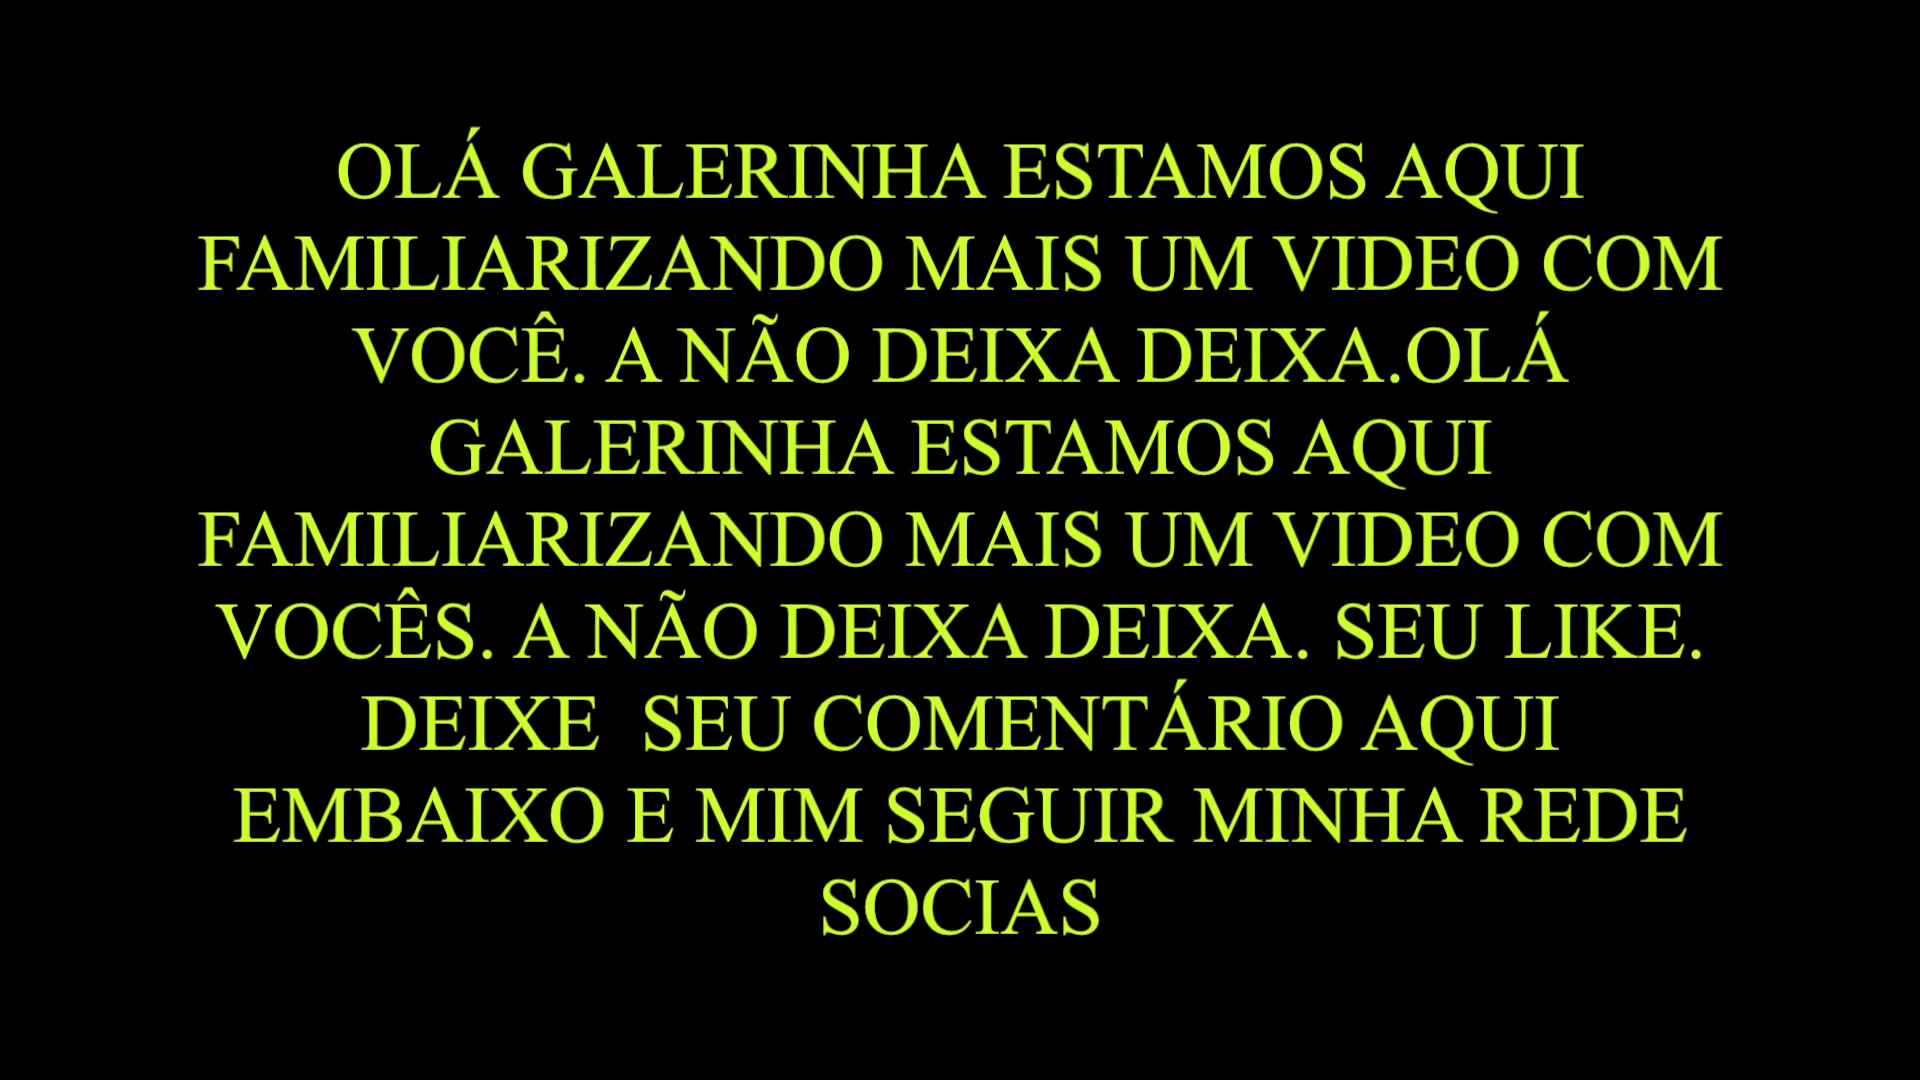 OLÁ GALERINHA ESTAMOS AQUI
FAMILIARIZANDO MAIS UM VIDEO COM
VOCÊ. A NÃO DEIXA DEIXA.OLÁ
GALERINHA ESTAMOS AQUI
FAMILIARIZANDO MAIS UM VIDEO COM
VOCÊS. A NÃO DEIXA DEIXA. SEU LIKE.
DEIXE  SEU COMENTÁRIO AQUI
EMBAIXO E MIM SEGUIR MINHA REDE
SOCIAS